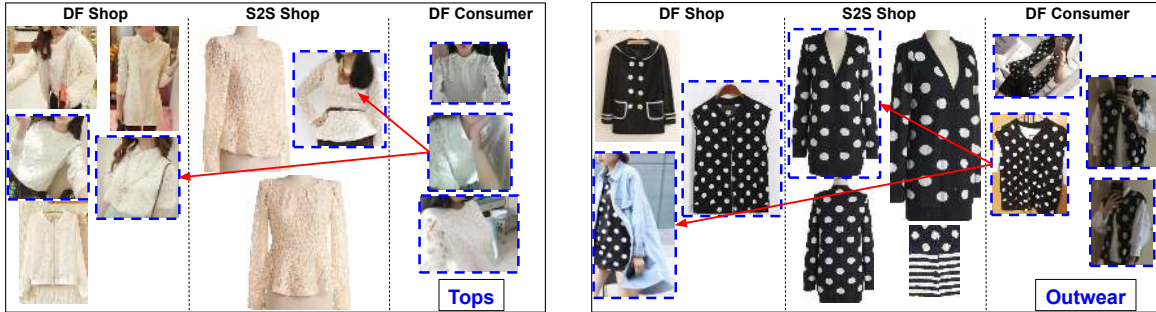 DF Shop
S2S Shop
DF Consumer
Tops
DF Shop
S2S Shop
DF Consumer
Outwear